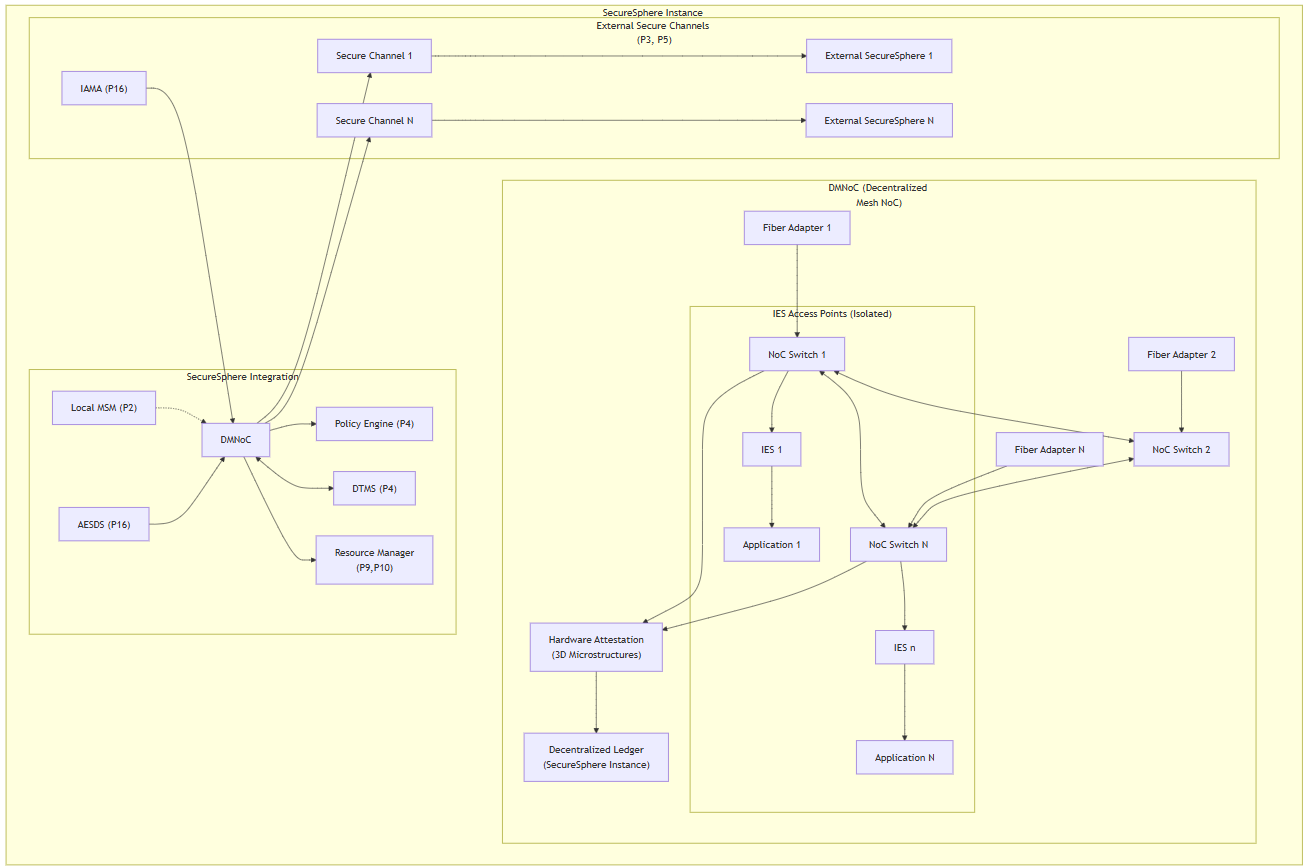 SecureSphere Instance
External Secure Channels
(P3, P5)
Secure Channel 1
External SecureSphere 1
IAMA (P16)
Secure Channel N
External SecureSphere N
DMNoC (Decentralized
Mesh NoC)
Fiber Adapter 1
IES Access Points (Isolated)
NoC Switch 1
Fiber Adapter 2
SecureSphere Integration
Local MSM (P2)
Policy Engine (P4)
DMNoC
IES 1
Fiber Adapter N
NoC Switch 2
DTMS (P4)
AESDS (P16)
Application 1
NoC Switch N
Resource Manager
(P9,P10)
Hardware Attestation
(3D Microstructures)
IES n
Decentralized Ledger
(SecureSphere Instance)
Application N